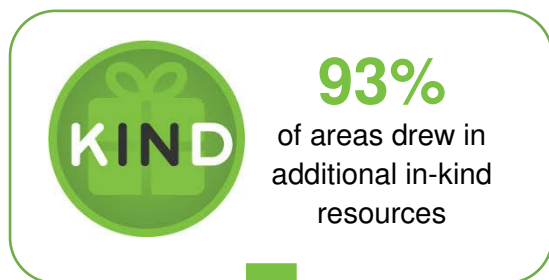 KIND
93%
of areas drew in
additional in-kind
resources